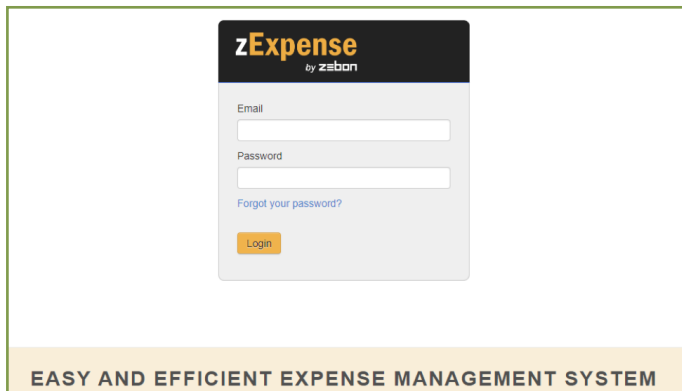 zExpense
by zebon
Email
Password
Forgot your password?
Login
EASY AND EFFICIENT EXPENSE MANAGEMENT SYSTEM